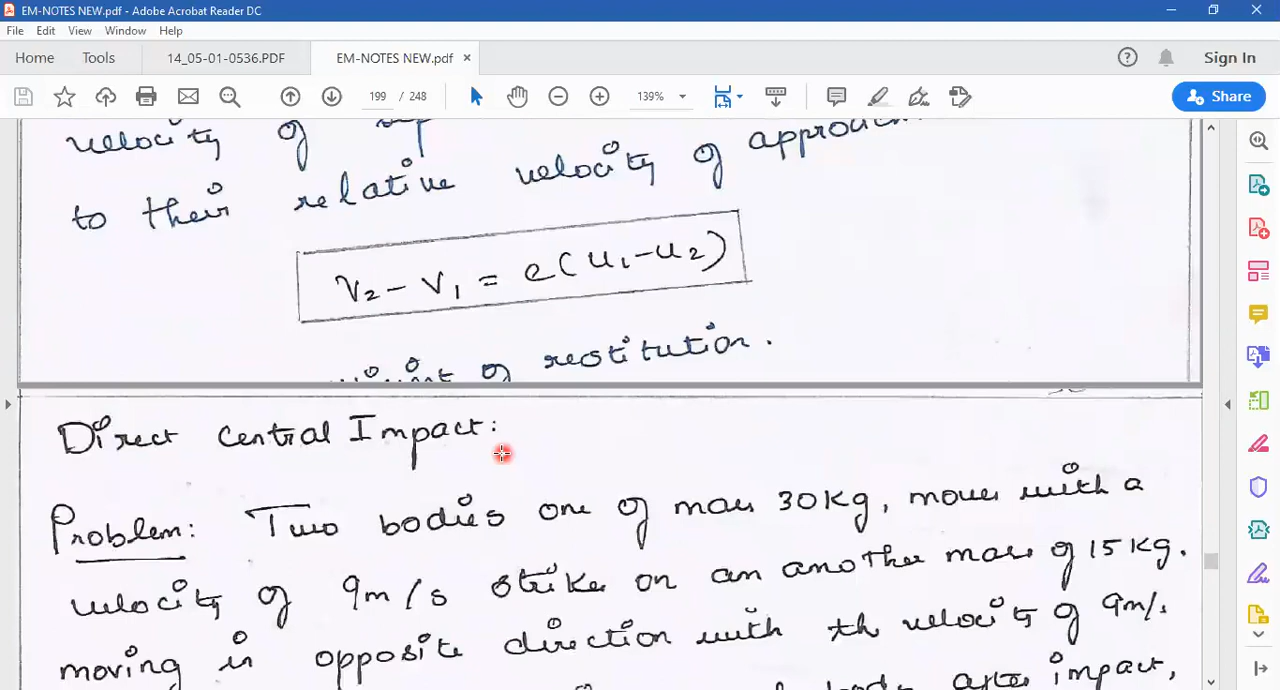 EM-NOTES NEW.pdf - Adobe Acrobat Reader DC
File Edit View Window Help
Home Tools 14_05-01-0536.PDF EM-NOTES NEW.pdf × Sign In
199 / 248 139% Share
velocity of
to their relative velocity of approach
V2 - V1 = e(u1 - u2)
of restitution.
Direct Central Impact:
Problem: Two bodies one of mass 30Kg, moves with a
velocity of 9m/s strike on an another mass of 15Kg.
moving in opposite direction with the velocity of 9m/s
after impact,